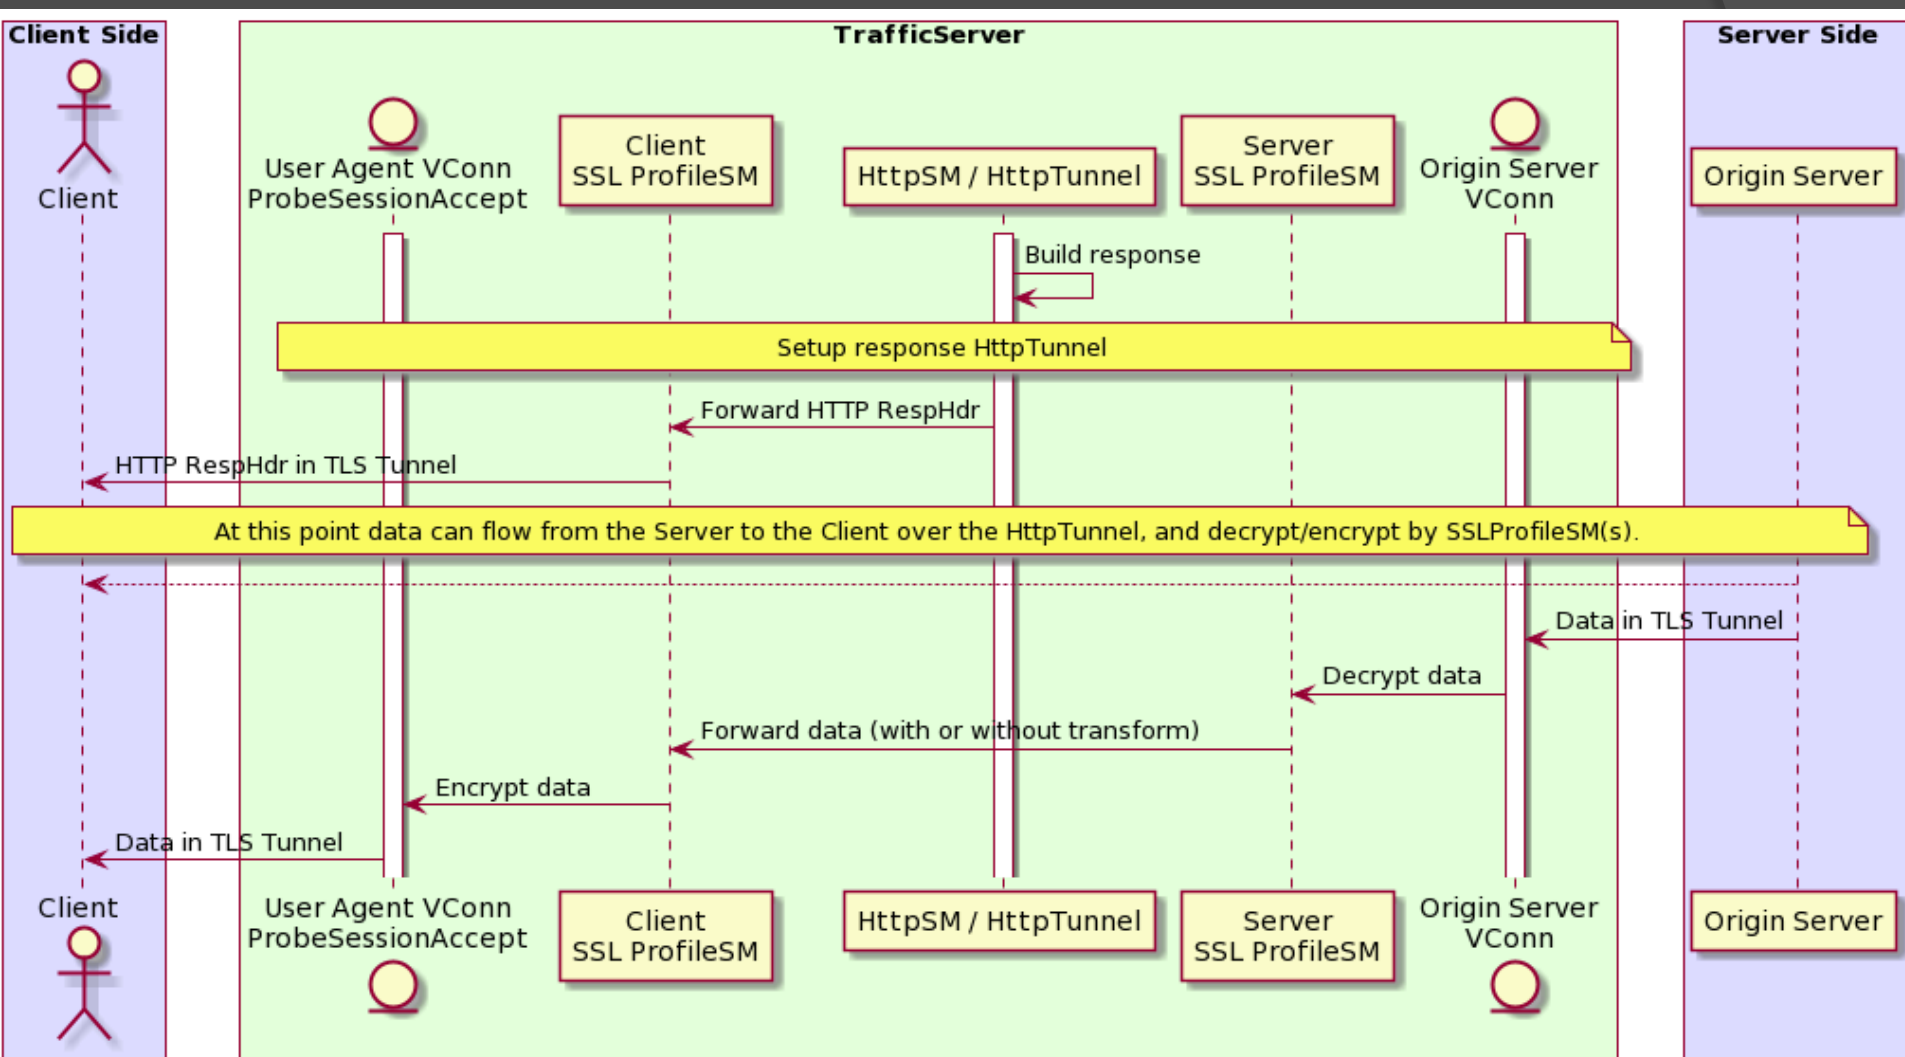 Client Side
TrafficServer
Server Side
Client
User Agent VConn
ProbeSessionAccept
Client
SSL ProfileSM
HttpSM / HttpTunnel
Server
SSL ProfileSM
Origin Server
VConn
Origin Server
Build response
Setup response HttpTunnel
Forward HTTP RespHdr
HTTP RespHdr in TLS Tunnel
At this point data can flow from the Server to the Client over the HttpTunnel, and decrypt/encrypt by SSLProfileSM(s).
Data in TLS Tunnel
Decrypt data
Forward data (with or without transform)
Encrypt data
Data in TLS Tunnel
Client
User Agent VConn
ProbeSessionAccept
Client
SSL ProfileSM
HttpSM / HttpTunnel
Server
SSL ProfileSM
Origin Server
VConn
Origin Server